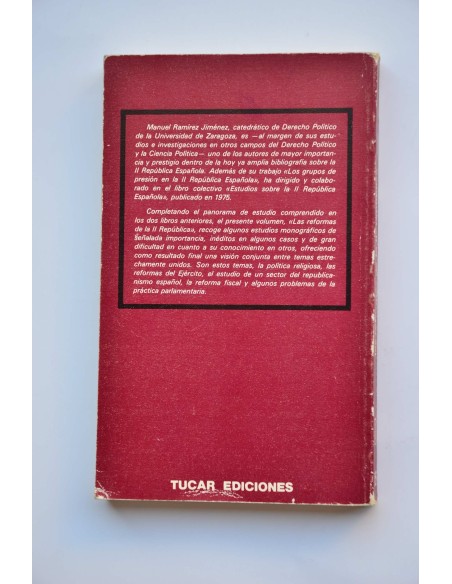 Manuel Ramírez Jiménez, catedrático de Derecho Político
de la Universidad de Zaragoza, es —al margen de sus estu-
dios e investigaciones en otros campos del Derecho Político
y la Ciencia Política— uno de los autores de mayor importan-
cia y prestigio dentro de la hoy ya amplia bibliografía sobre la
II República Española. Además de su trabajo «Los grupos de
presión en la II República Española», ha dirigido y colabo-
rado en el libro colectivo «Estudios sobre la II República
Española», publicado en 1975.
Completando el panorama de estudio comprendido en
los dos libros anteriores, el presente volumen, «Las reformas
de la II República», recoge algunos estudios monográficos de
señalada importancia, inéditos en algunos casos y de gran
dificultad en cuanto a su conocimiento en otros, ofreciendo
como resultado final una visión conjunta entre temas estre-
chamente unidos. Son estos temas, la política religiosa, las
reformas del Ejército, el estudio de un sector del republica-
nismo español, la reforma fiscal y algunos problemas de la
práctica parlamentaria.
TUCAR EDICIONES